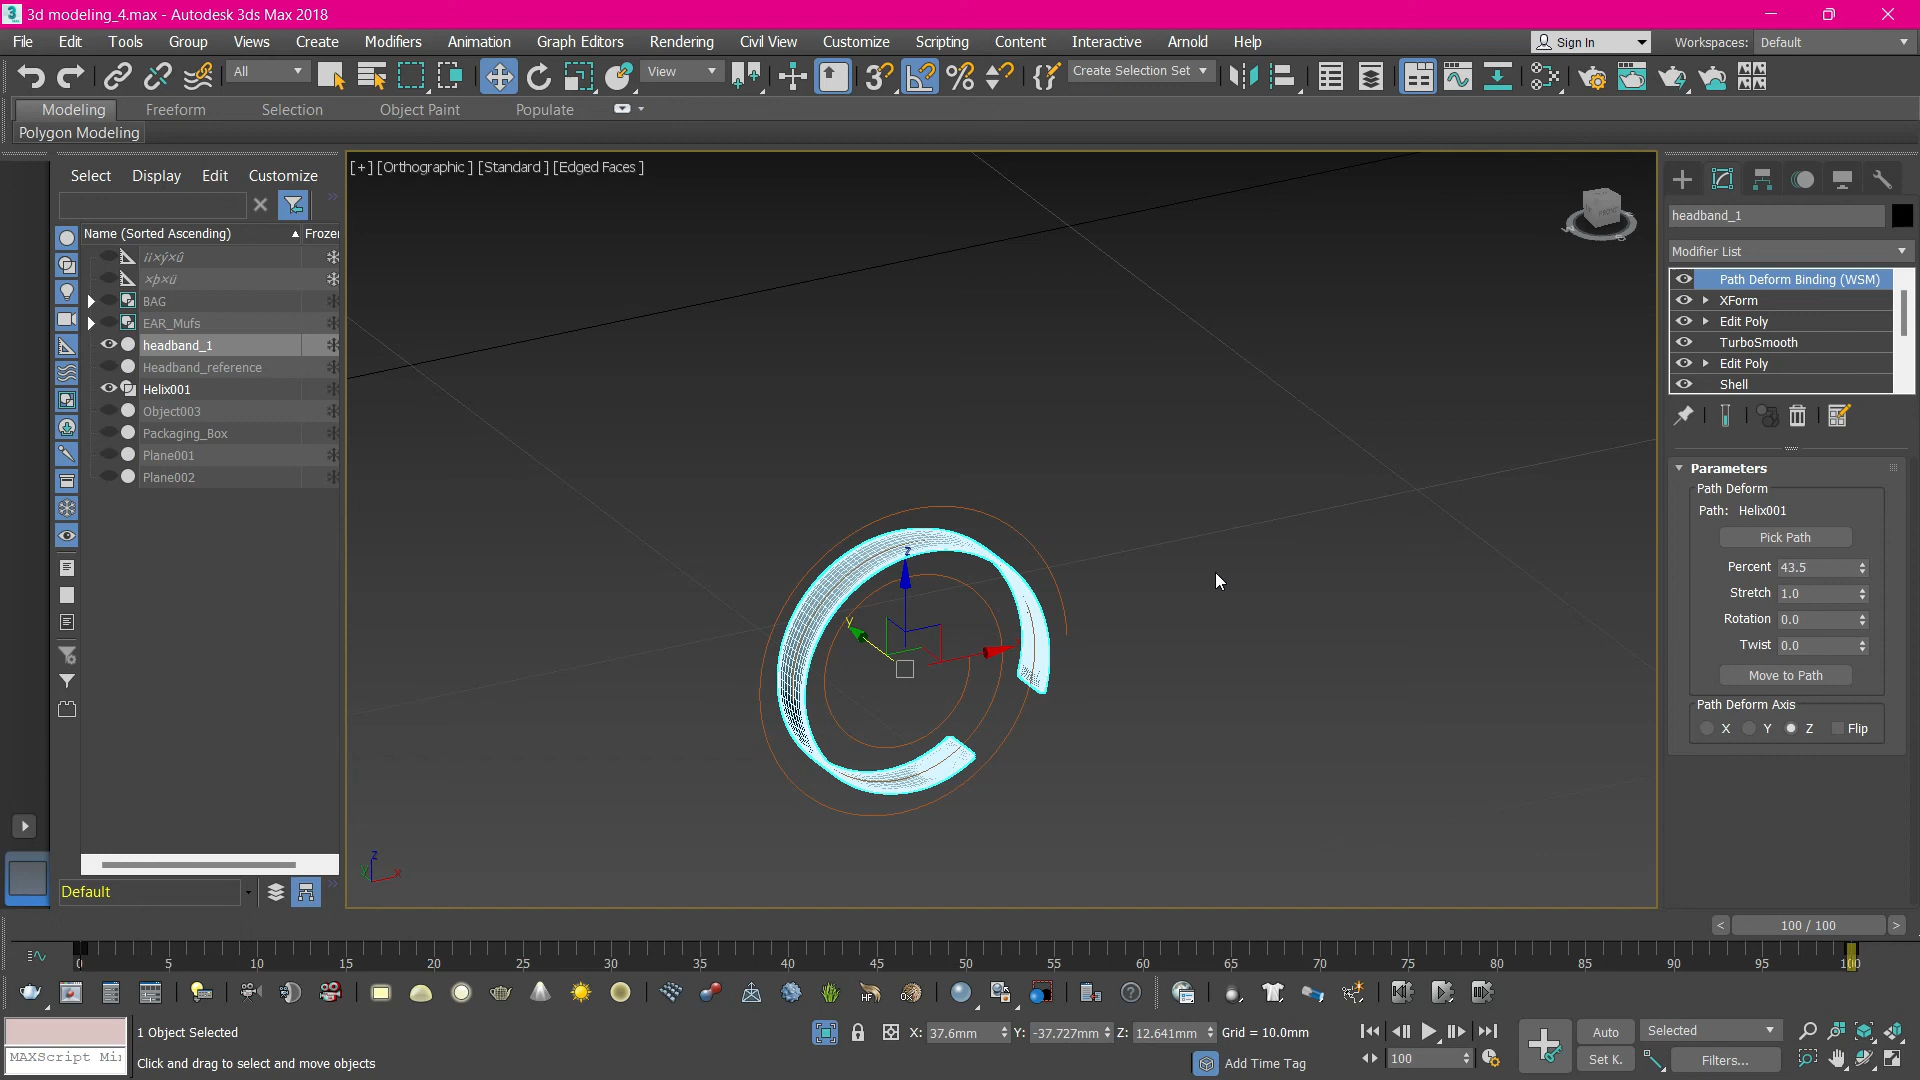 3d modeling_4.max - Autodesk 3ds Max 2018
File Edit Tools Group Views Create Modifiers Animation Graph Editors Rendering Civil View Customize Scripting Content Interactive Arnold Help
Sign In Workspaces: Default
All View Create Selection Set
Modeling Freeform Selection Object Paint Populate
Polygon Modeling
Select Display Edit Customize
Name (Sorted Ascending) Frozen
BAG
EAR_Mufs
headband_1
Headband_reference
Helix001
Object003
Packaging_Box
Plane001
Plane002
Default
[+] [Orthographic ] [Standard ] [Edged Faces ]
FRONT
z
y
z
y
x
headband_1
Modifier List
Path Deform Binding (WSM)
XForm
Edit Poly
TurboSmooth
Edit Poly
Shell
Parameters
Path Deform
Path: Helix001
Pick Path
Percent 43.5
Stretch 1.0
Rotation 0.0
Twist 0.0
Move to Path
Path Deform Axis
X Y Z Flip
< 100 / 100 >
0 5 10 15 20 25 30 35 40 45 50 55 60 65 70 75 80 85 90 95 100
1 Object Selected
X: 37.6mm Y: -37.727mm Z: 12.641mm Grid = 10.0mm
Auto Selected
MAXScript Mi
Click and drag to select and move objects
Add Time Tag
100
Set K. Filters...